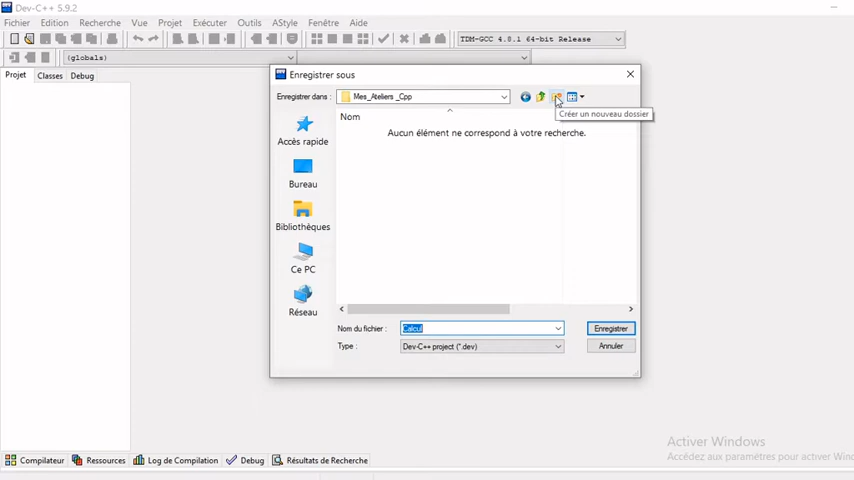 Dev-C++ 5.9.2
Fichier Edition Recherche Vue Projet Exécuter Outils AStyle Fenêtre Aide
TDM-GCC 4.8.1 64-bit Release
(globals)
Projet Classes Debug
Enregistrer sous
Enregistrer dans : Mes_Ateliers _Cpp
Créer un nouveau dossier
Nom
Aucun élément ne correspond à votre recherche.
Accès rapide
Bureau
Bibliothèques
Ce PC
Réseau
Nom du fichier : Calcul Enregistrer
Type : Dev-C++ project (*.dev) Annuler
Activer Windows
Accédez aux paramètres pour activer Win
Compilateur Ressources Log de Compilation Debug Résultats de Recherche